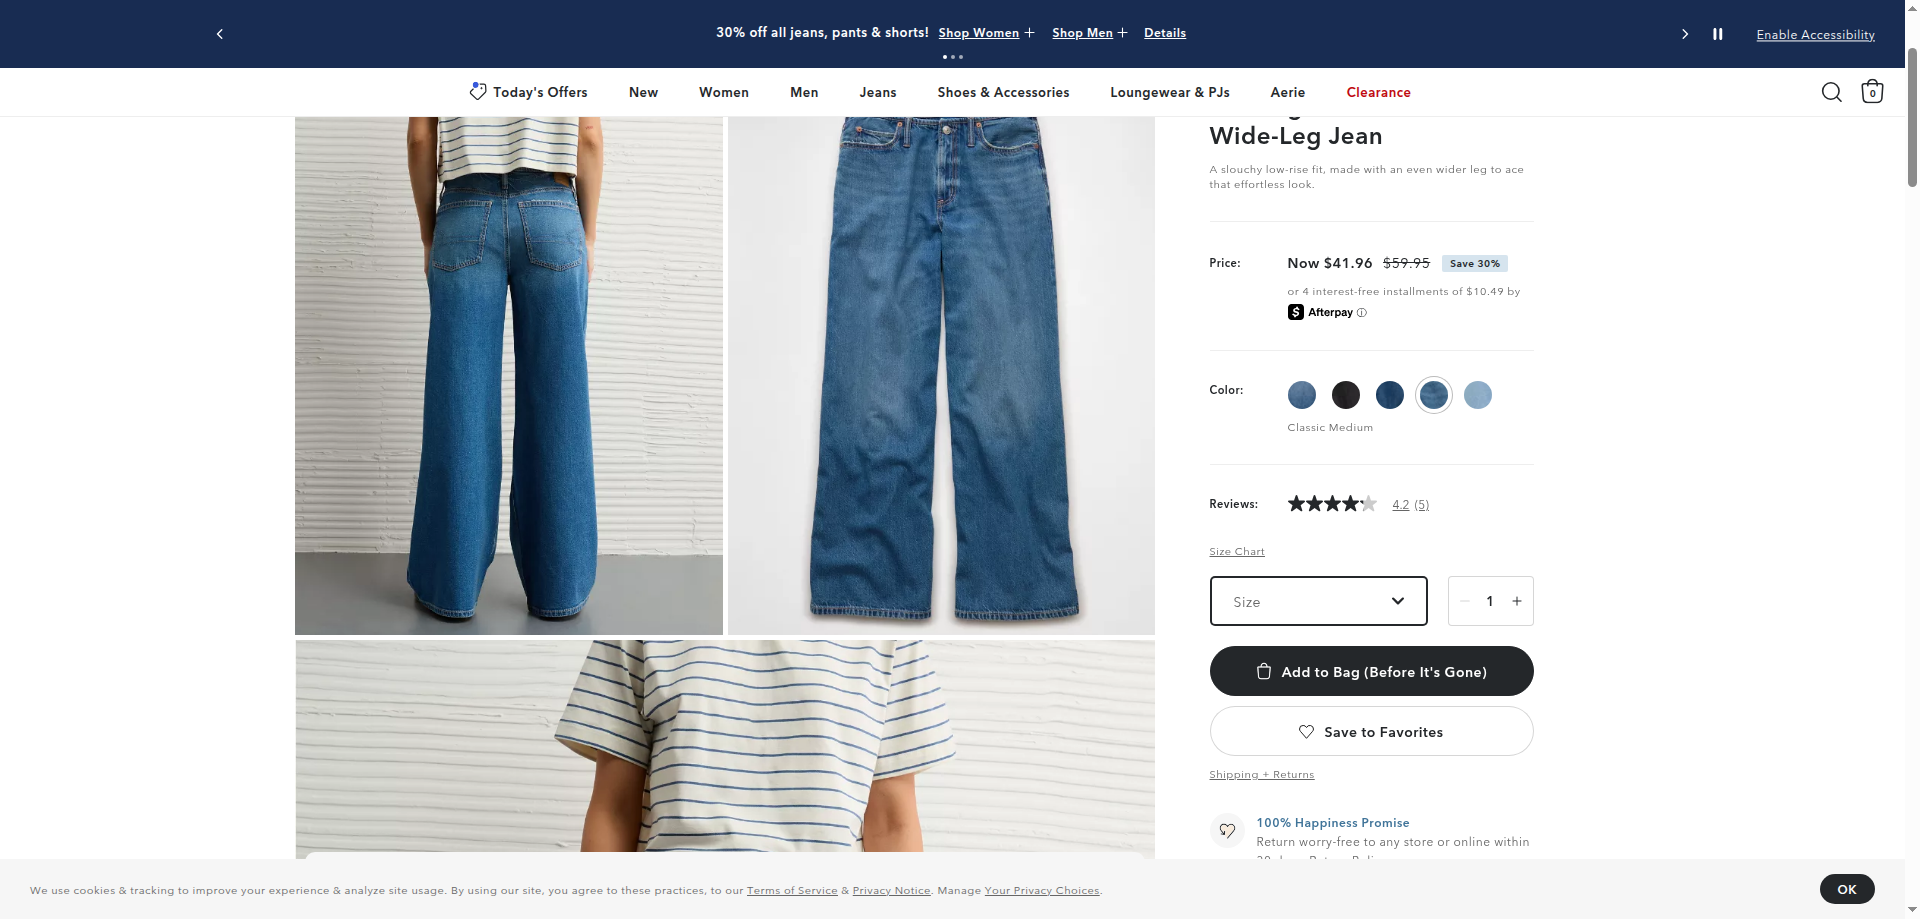 30% off all jeans, pants & shorts! Shop Women + Shop Men + Details
Enable Accessibility
Today's Offers
New
Women
Men
Jeans
Shoes & Accessories
Loungewear & PJs
Aerie
Clearance
0
Wide-Leg Jean
A slouchy low-rise fit, made with an even wider leg to ace
that effortless look.
Price:
Now $41.96 $59.95 Save 30%
or 4 interest-free installments of $10.49 by
$ Afterpay ⓘ
Color:
Classic Medium
Reviews:
4.2 (5)
Size Chart
Size
− 1 +
Add to Bag (Before It's Gone)
Save to Favorites
Shipping + Returns
100% Happiness Promise
Return worry-free to any store or online within
We use cookies & tracking to improve your experience & analyze site usage. By using our site, you agree to these practices, to our Terms of Service & Privacy Notice. Manage Your Privacy Choices.
OK